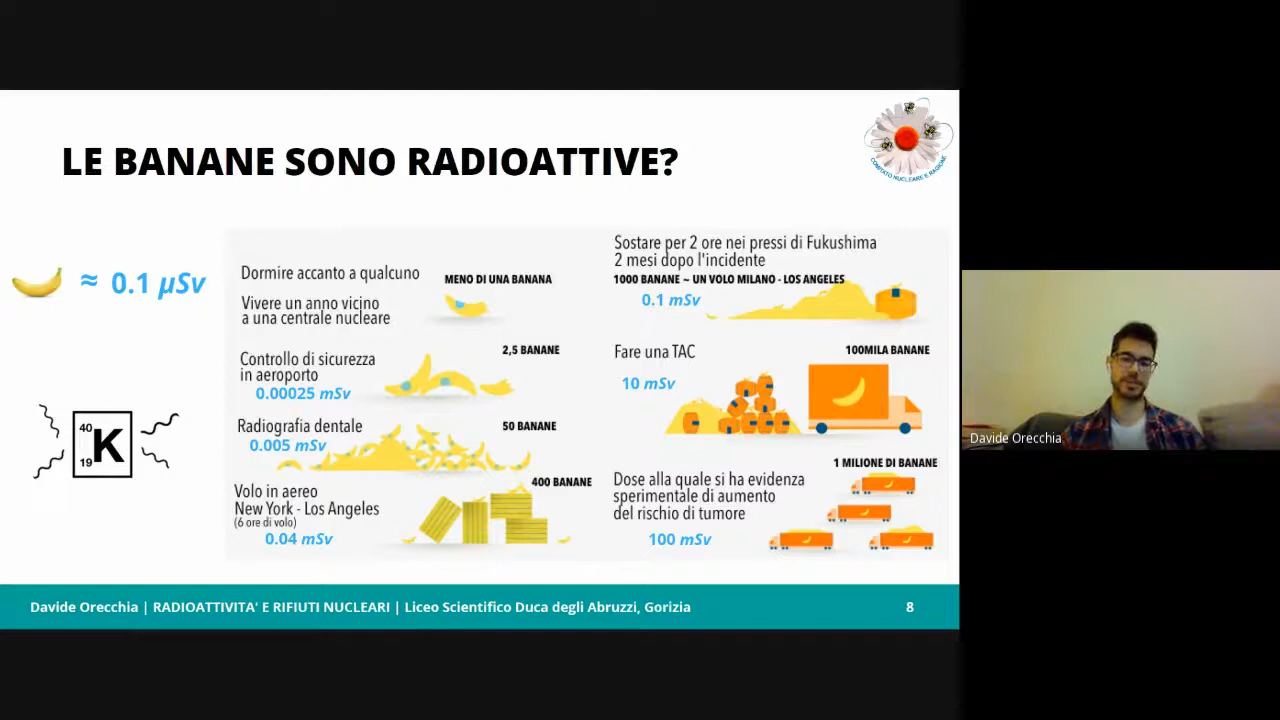 LE BANANE SONO RADIOATTIVE?
COMITATO NUCLEARE E RAGIONE
≈ 0.1 μSv
40
19 K
Dormire accanto a qualcuno
MENO DI UNA BANANA
Vivere un anno vicino
a una centrale nucleare
Controllo di sicurezza
in aeroporto
2,5 BANANE
0.00025 mSv
Radiografia dentale
50 BANANE
0.005 mSv
Volo in aereo
New York - Los Angeles
(6 ore di volo)
400 BANANE
0.04 mSv
Sostare per 2 ore nei pressi di Fukushima
2 mesi dopo l'incidente
1000 BANANE ~ UN VOLO MILANO - LOS ANGELES
0.1 mSv
Fare una TAC
100MILA BANANE
10 mSv
1 MILIONE DI BANANE
Dose alla quale si ha evidenza
sperimentale di aumento
del rischio di tumore
100 mSv
Davide Orecchia | RADIOATTIVITA' E RIFIUTI NUCLEARI | Liceo Scientifico Duca degli Abruzzi, Gorizia
8
Davide Orecchia